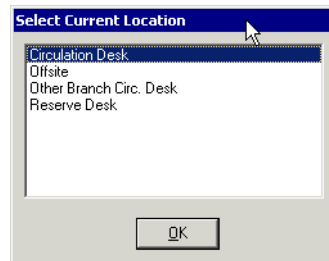 Select Current Location
Circulation Desk
Offsite
Other Branch Circ. Desk
Reserve Desk
OK